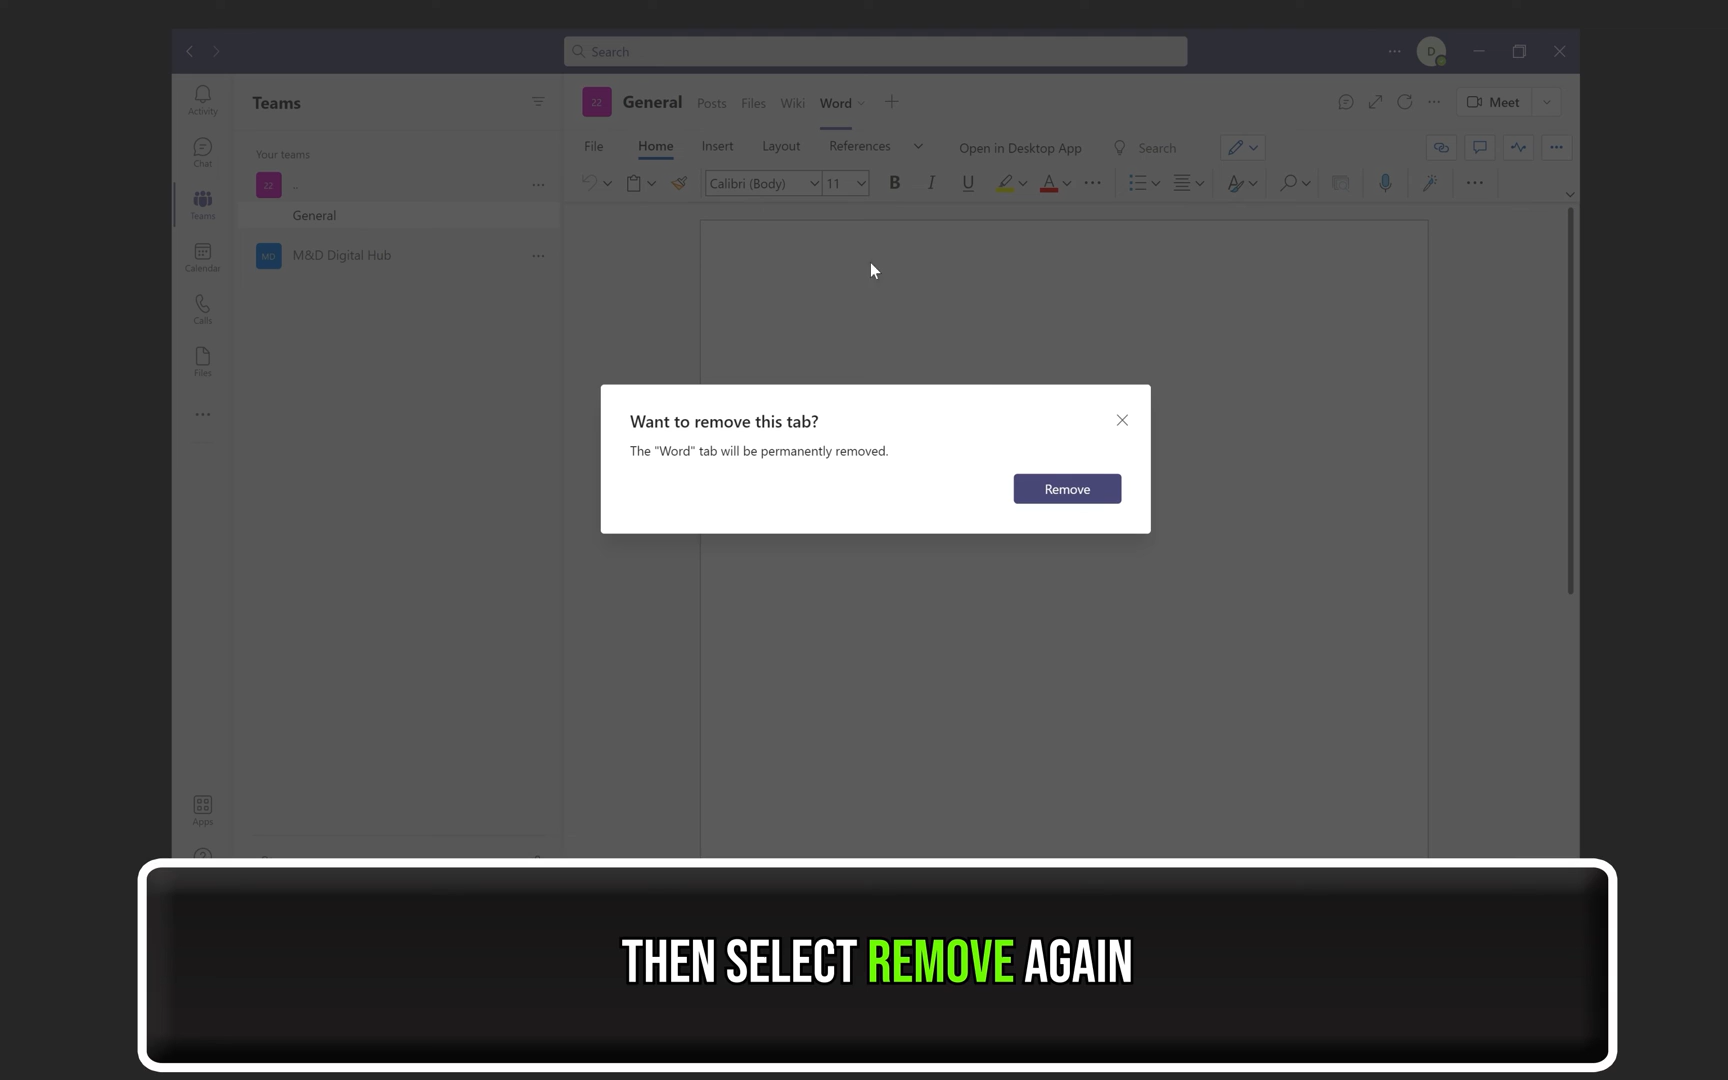 Search
D
Activity
Chat
Teams
Calendar
Calls
Files
Apps
Teams
Your teams
22 ..
General
MD M&D Digital Hub
22 General Posts Files Wiki Word Meet
File Home Insert Layout References Open in Desktop App Search
Calibri (Body) 11 B I U A
Want to remove this tab?
The "Word" tab will be permanently removed.
Remove
THEN SELECT REMOVE AGAIN